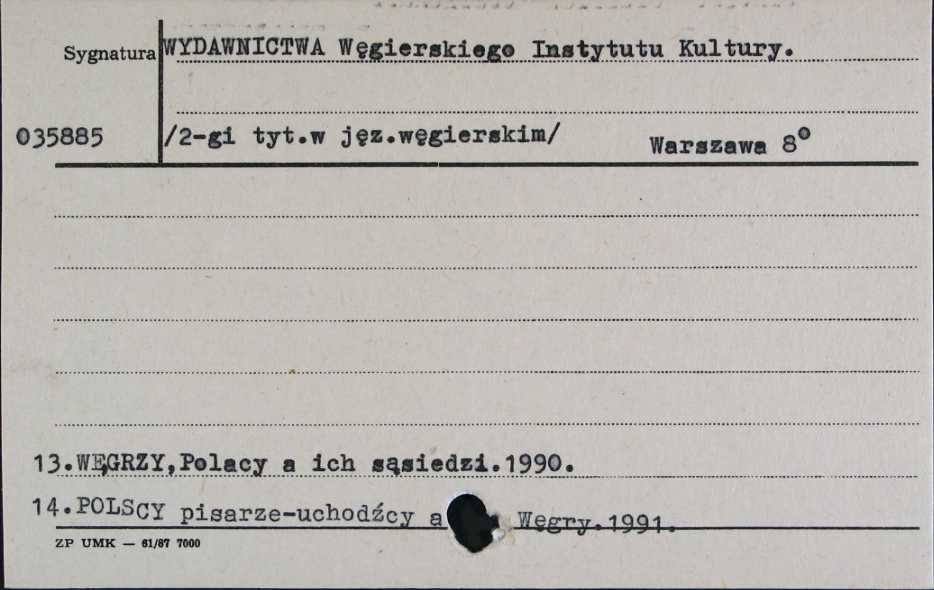 Sygnatura WYDAWNICTWA Węgierskiego Instytutu Kultury.
035885 /2-gi tyt.w jęz.węgierskim/ Warszawa 8°
13.WĘGRZY,Polacy a ich sąsiedzi.1990.
14.POLSCY pisarze-uchodźcy a Węgry.1991.
ZP UMK — 61/87 7000